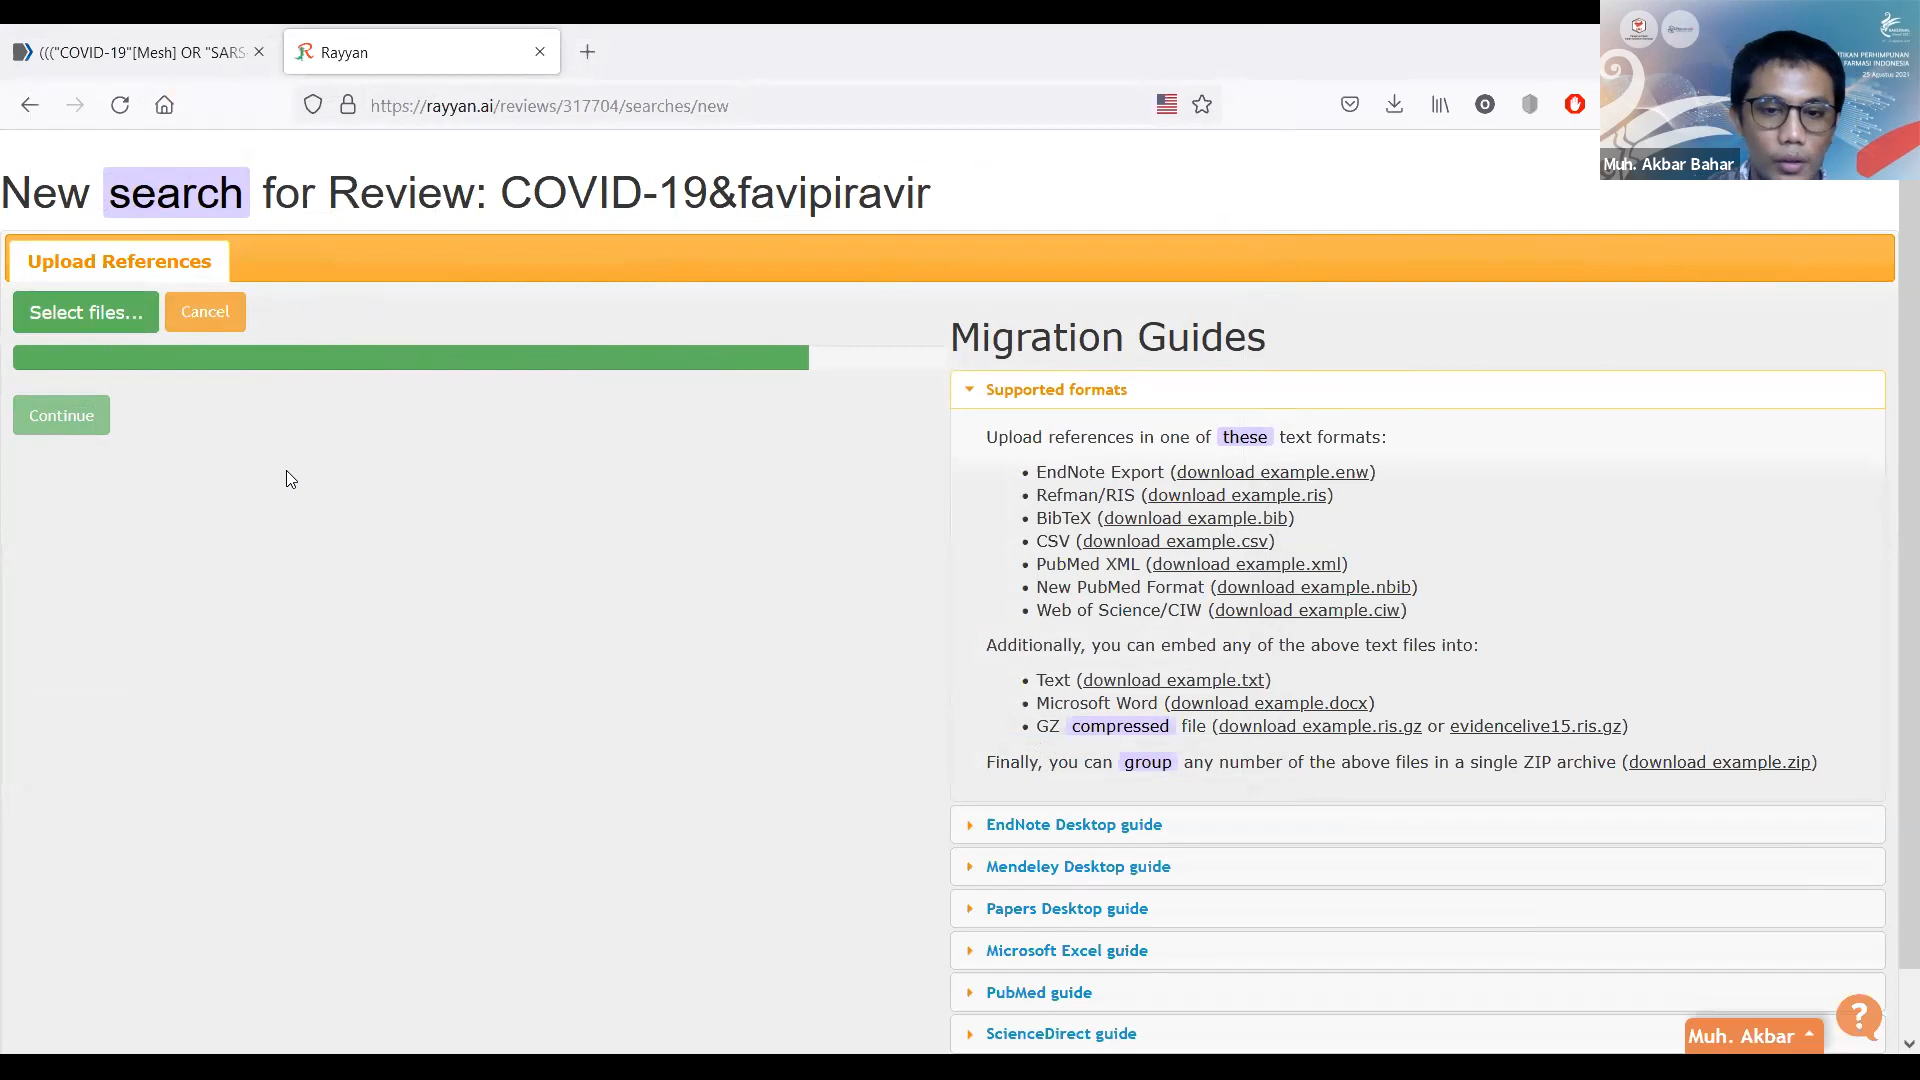 ((("COVID-19"[Mesh] OR "SARS
Rayyan
https://rayyan.ai/reviews/317704/searches/new
TIKAN PERHIMPUNAN
FARMASI INDONESIA
25 Agustus 2021
Muh. Akbar Bahar
New search for Review: COVID-19&favipiravir
Upload References
Select files...
Cancel
Continue
Migration Guides
Supported formats
Upload references in one of these text formats:
• EndNote Export (download example.enw)
• Refman/RIS (download example.ris)
• BibTeX (download example.bib)
• CSV (download example.csv)
• PubMed XML (download example.xml)
• New PubMed Format (download example.nbib)
• Web of Science/CIW (download example.ciw)
Additionally, you can embed any of the above text files into:
• Text (download example.txt)
• Microsoft Word (download example.docx)
• GZ compressed file (download example.ris.gz or evidencelive15.ris.gz)
Finally, you can group any number of the above files in a single ZIP archive (download example.zip)
EndNote Desktop guide
Mendeley Desktop guide
Papers Desktop guide
Microsoft Excel guide
PubMed guide
ScienceDirect guide
Muh. Akbar
?